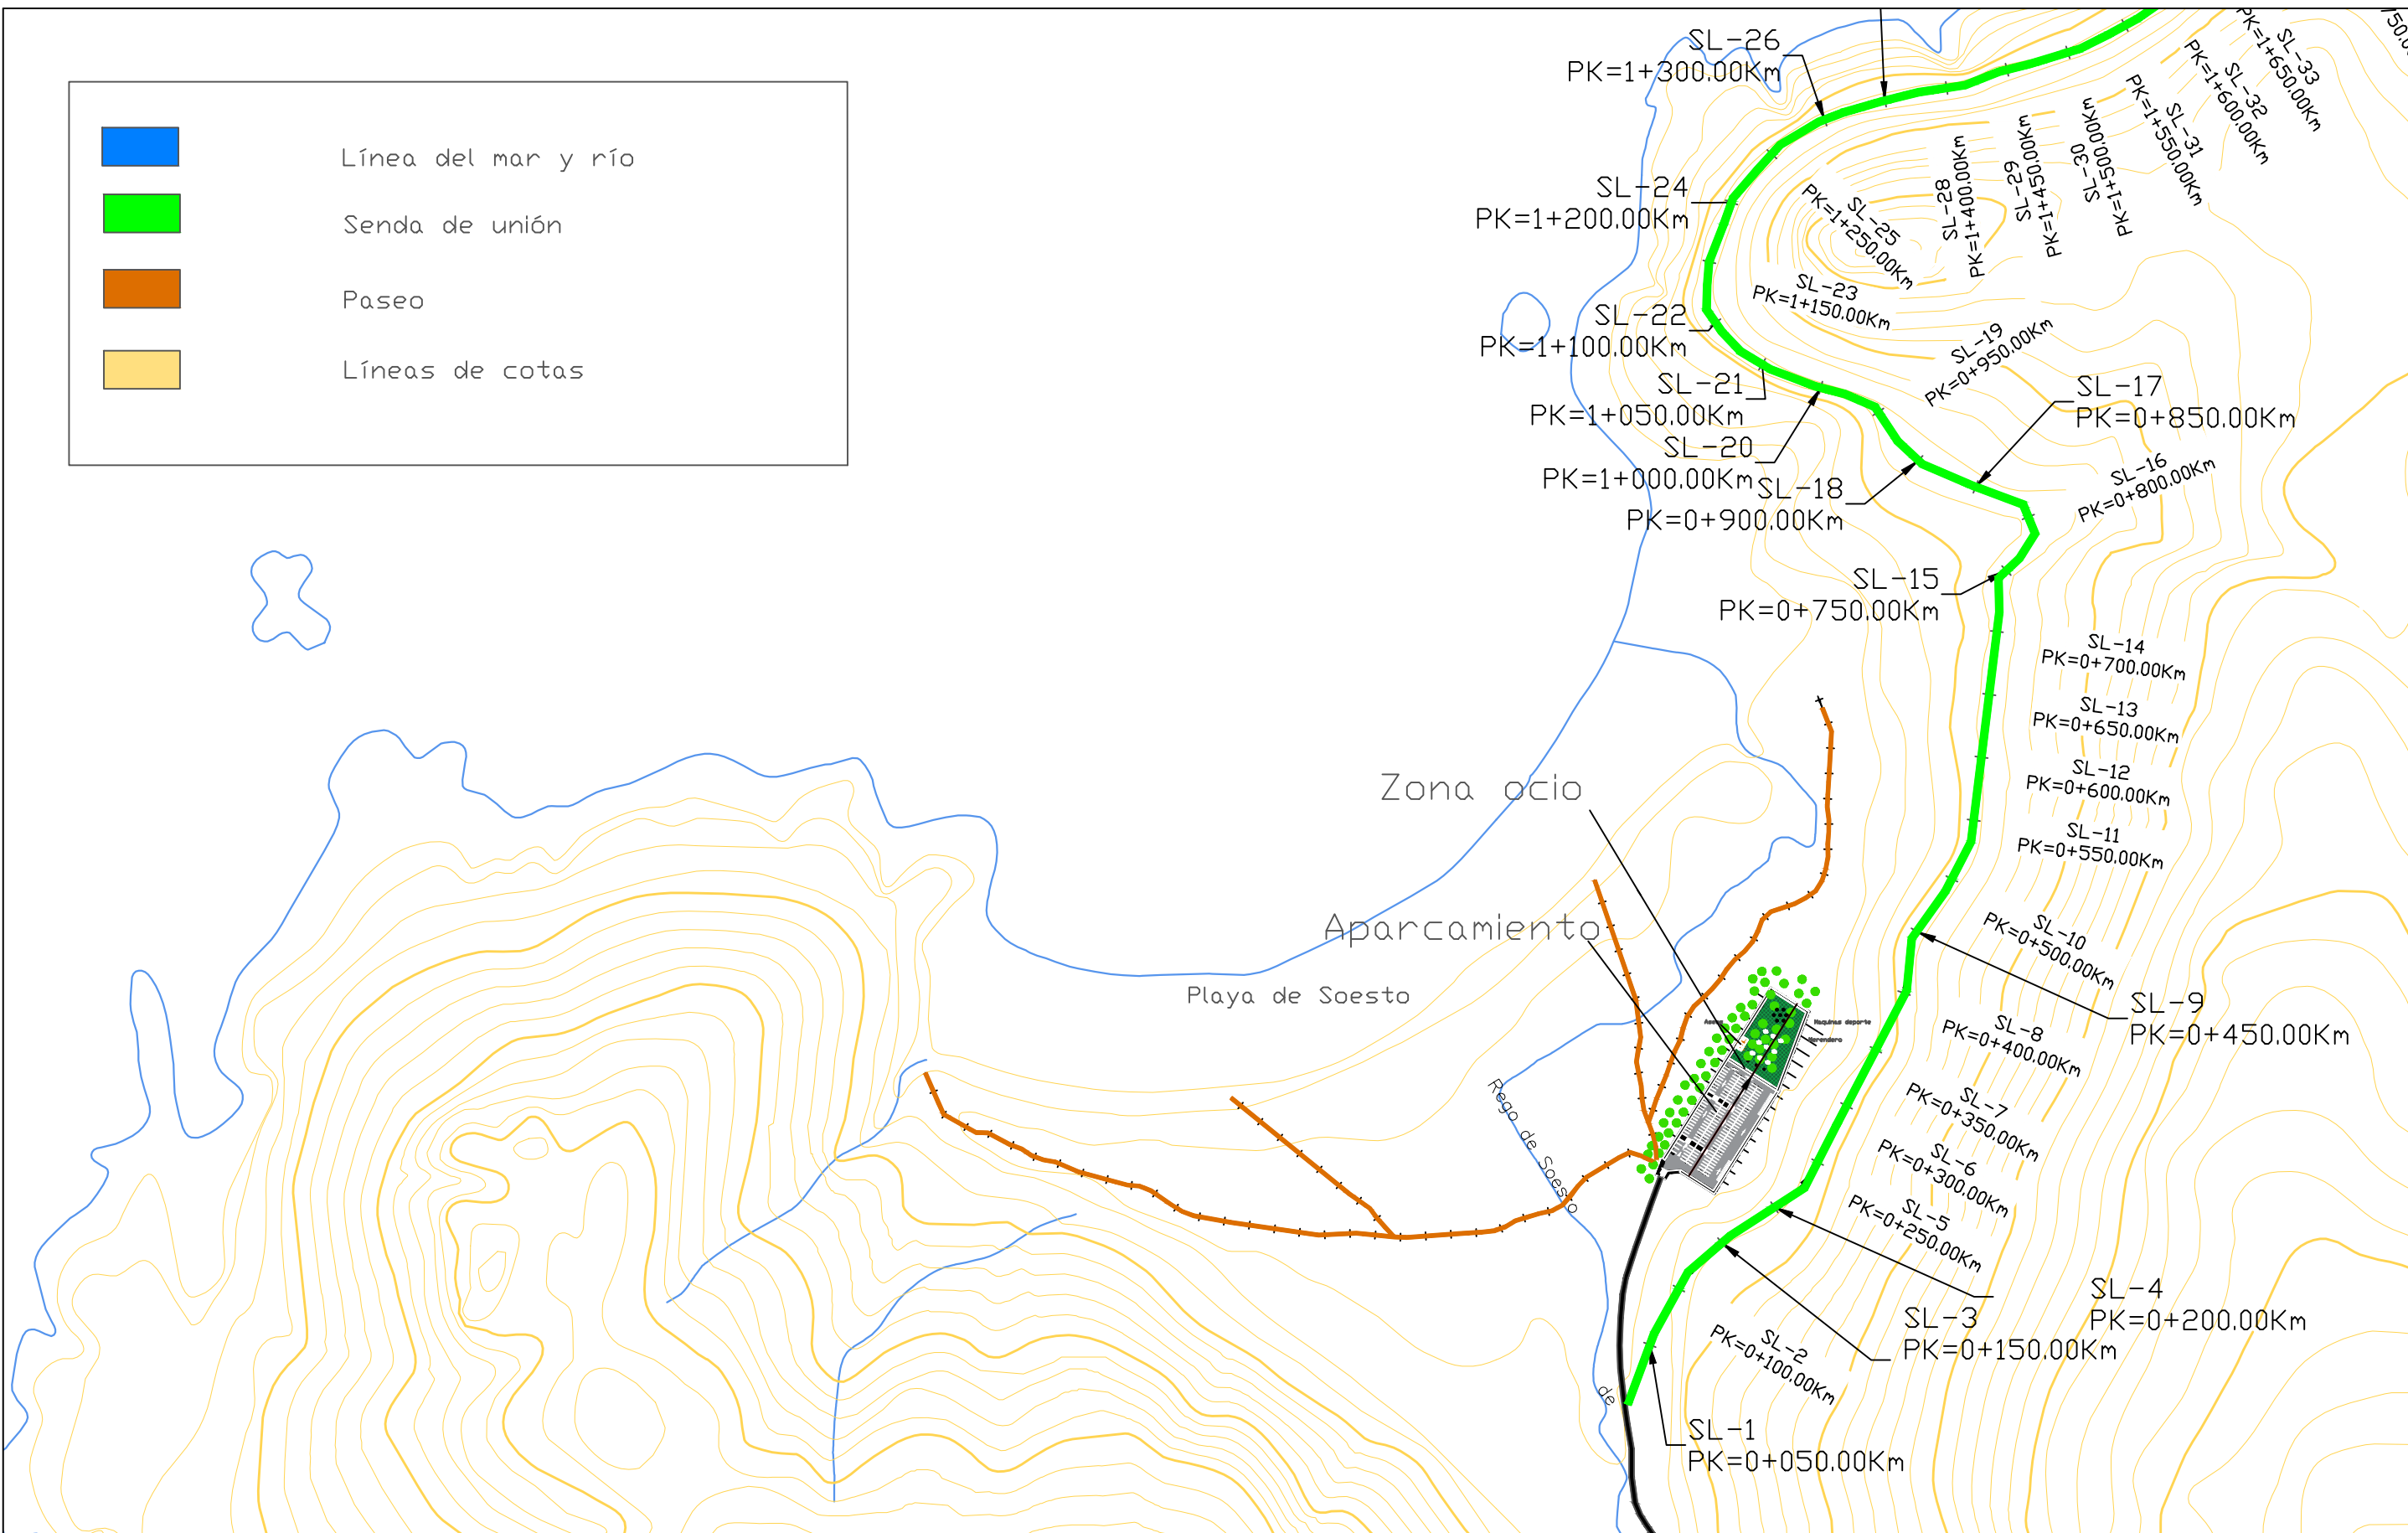 Línea del mar y río
Senda de unión
Paseo
Líneas de cotas
SL-26
PK=1+300.00Km
SL-24
PK=1+200.00Km
SL-22
PK=1+100.00Km
SL-21
PK=1+050.00Km
SL-20
PK=1+000.00Km
SL-18
PK=0+900.00Km
SL-15
PK=0+750.00Km
SL-33
PK=1+650.00Km
SL-32
PK=1+600.00Km
SL-31
PK=1+550.00Km
SL-30
PK=1+500.00Km
SL-29
PK=1+450.00Km
SL-28
PK=1+400.00Km
SL-25
PK=1+250.00Km
SL-23
PK=1+150.00Km
SL-19
PK=0+950.00Km
SL-17
PK=0+850.00Km
SL-16
PK=0+800.00Km
SL-14
PK=0+700.00Km
SL-13
PK=0+650.00Km
SL-12
PK=0+600.00Km
SL-11
PK=0+550.00Km
SL-10
PK=0+500.00Km
SL-9
PK=0+450.00Km
SL-8
PK=0+400.00Km
SL-7
PK=0+350.00Km
SL-6
PK=0+300.00Km
SL-5
PK=0+250.00Km
SL-4
PK=0+200.00Km
SL-3
PK=0+150.00Km
SL-2
PK=0+100.00Km
SL-1
PK=0+050.00Km
Zona ocio
Aparcamiento
Playa de Soesto
Rego de Soesto
Aseos
Maquinas deporte
Merendero
de